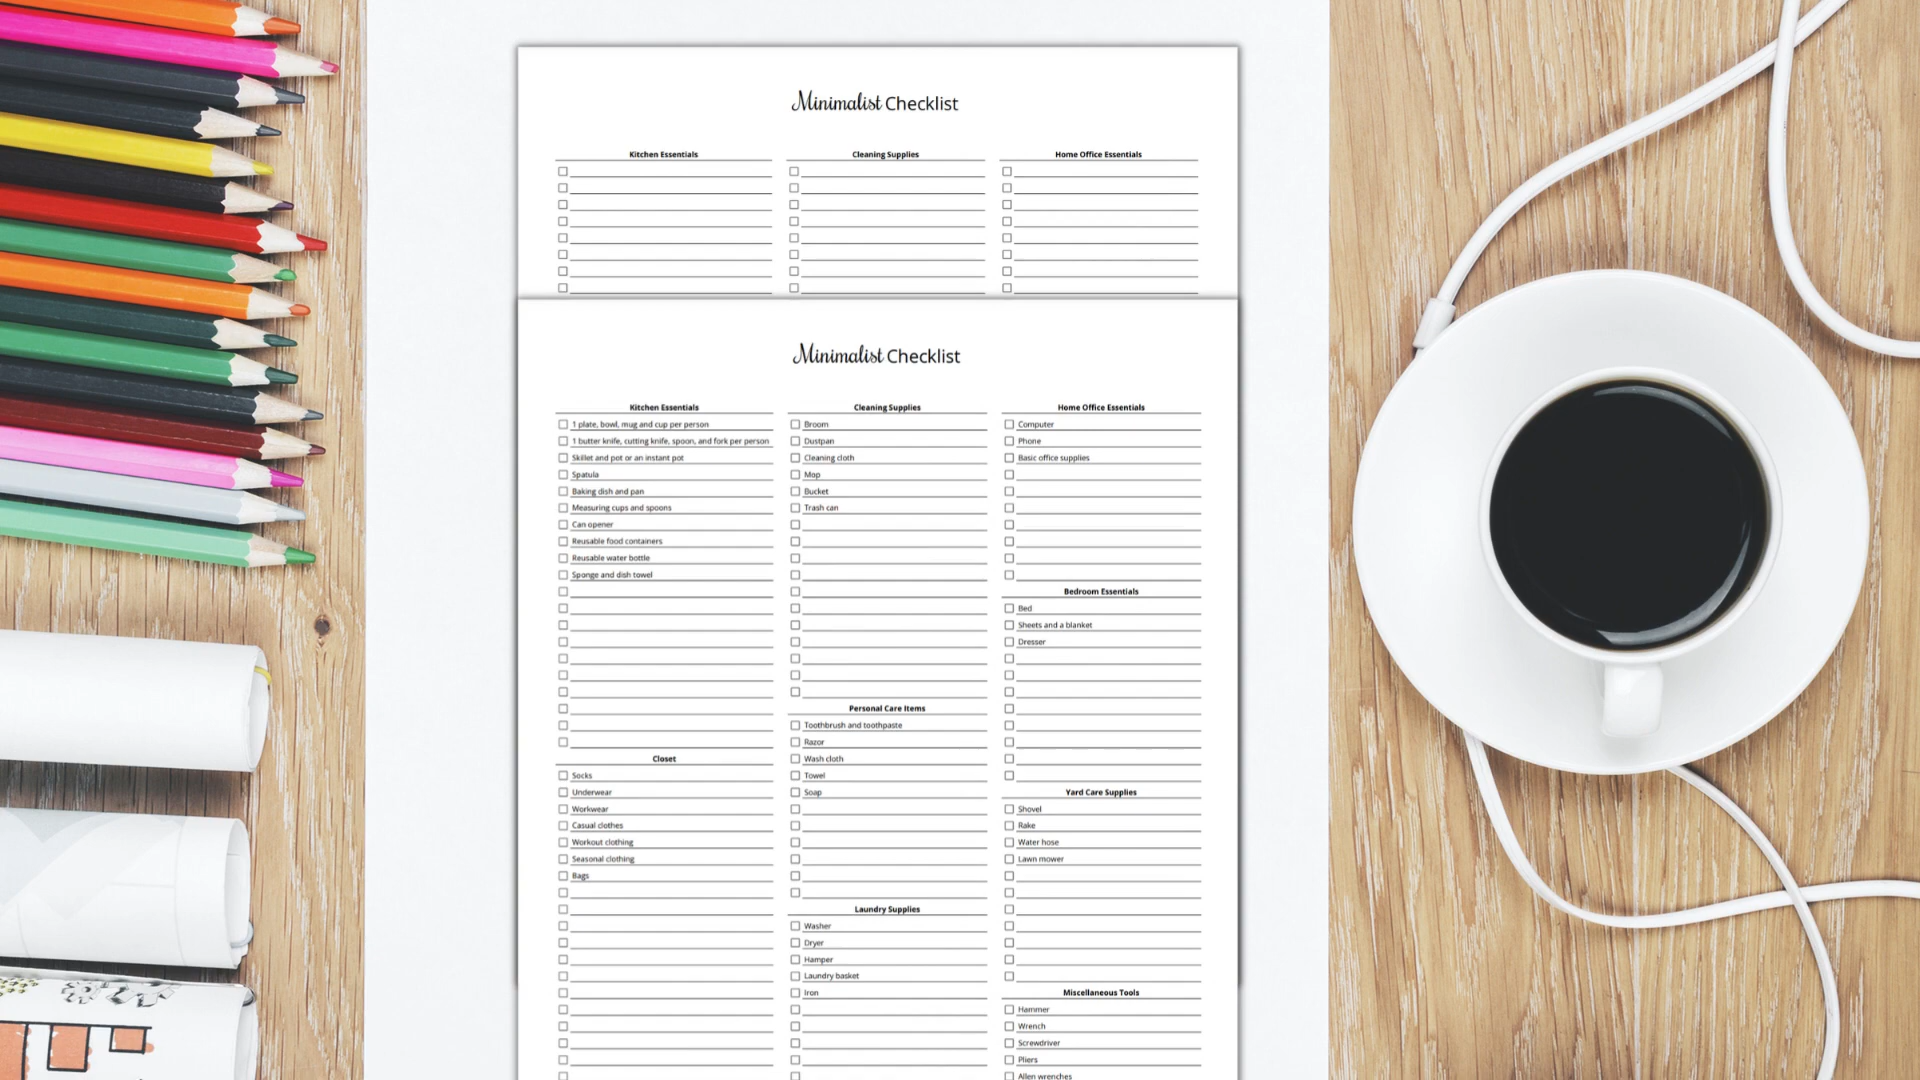 Minimalist Checklist
Kitchen Essentials
Cleaning Supplies
Home Office Essentials
Minimalist Checklist
Kitchen Essentials
1 plate, bowl, mug and cup per person
1 butter knife, cutting knife, spoon, and fork per person
Skillet and pot or an instant pot
Spatula
Baking dish and pan
Measuring cups and spoons
Can opener
Reusable food containers
Reusable water bottle
Sponge and dish towel
Closet
Socks
Underwear
Workwear
Casual clothes
Workout clothing
Seasonal clothing
Bags
Cleaning Supplies
Broom
Dustpan
Cleaning cloth
Mop
Bucket
Trash can
Personal Care Items
Toothbrush and toothpaste
Razor
Wash cloth
Towel
Soap
Laundry Supplies
Washer
Dryer
Hamper
Laundry basket
Iron
Home Office Essentials
Computer
Phone
Basic office supplies
Bedroom Essentials
Bed
Sheets and a blanket
Dresser
Yard Care Supplies
Shovel
Rake
Water hose
Lawn mower
Miscellaneous Tools
Hammer
Wrench
Screwdriver
Pliers
Allen wrenches